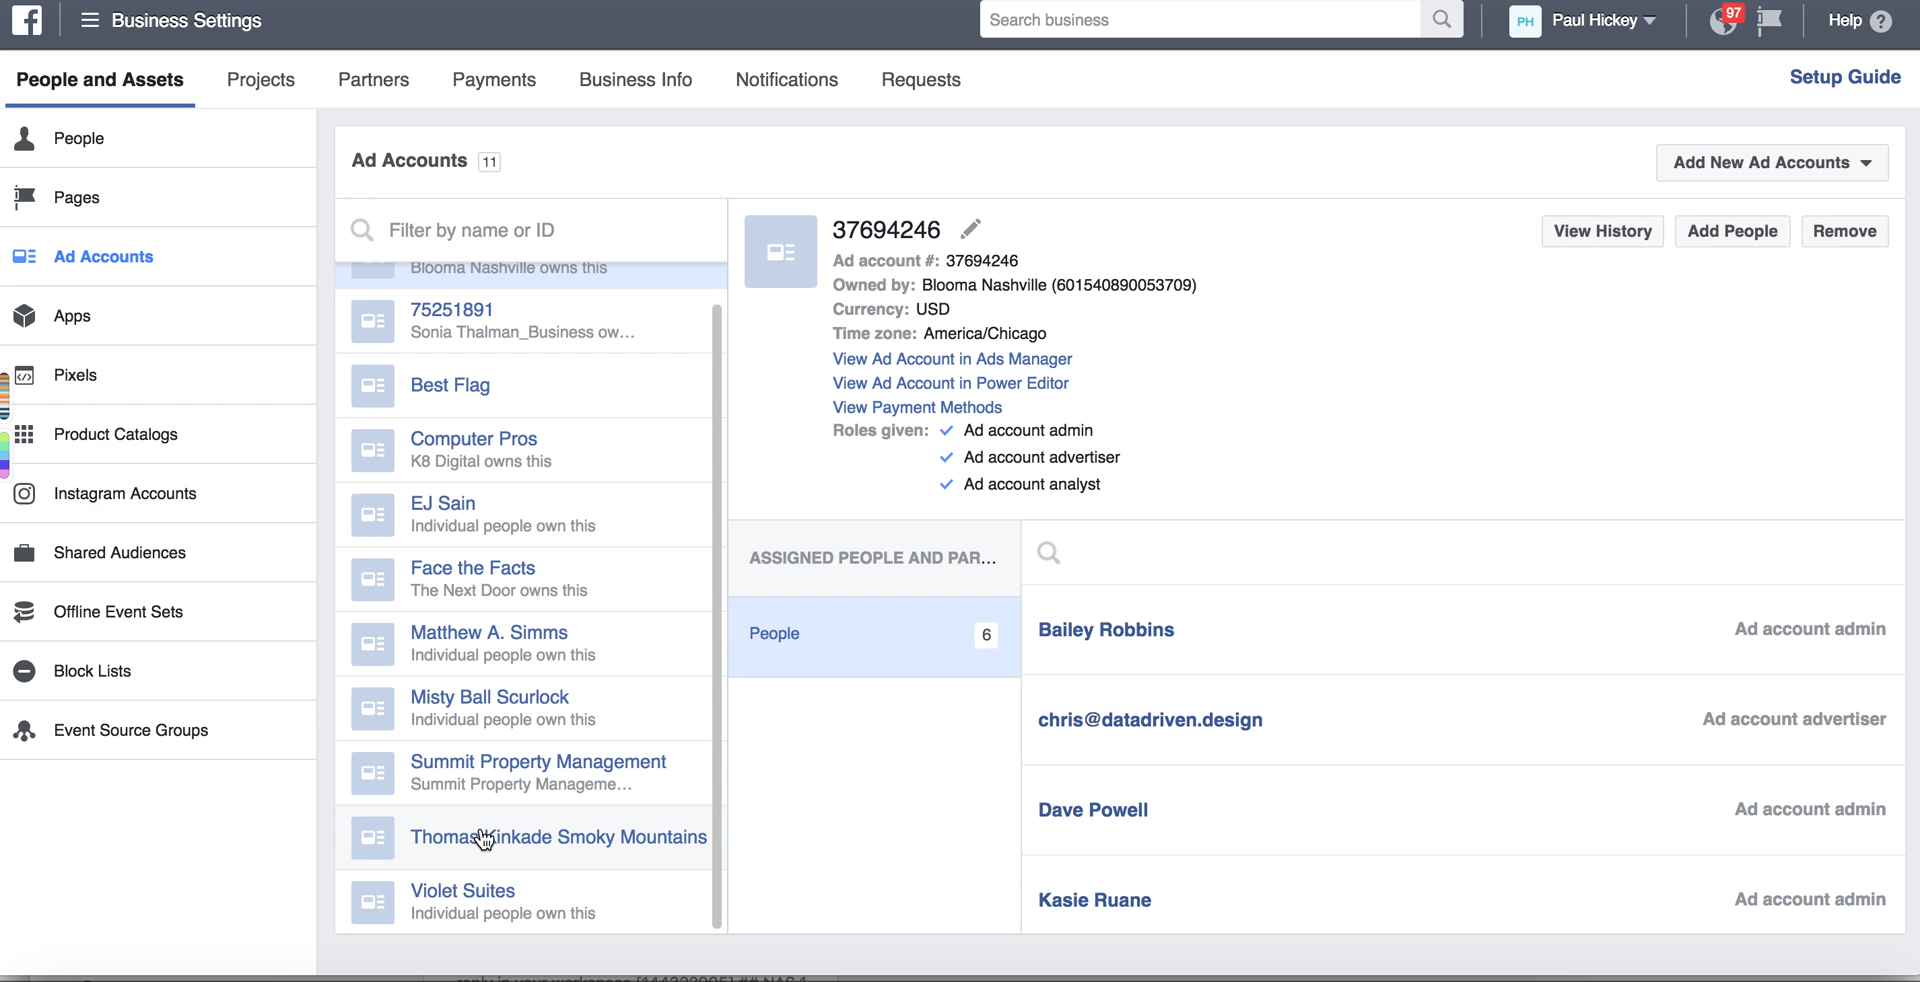 Business Settings
Search business
PH
Paul Hickey
97
Help
People and Assets
Projects
Partners
Payments
Business Info
Notifications
Requests
Setup Guide
People
Pages
Ad Accounts
Apps
Pixels
Product Catalogs
Instagram Accounts
Shared Audiences
Offline Event Sets
Block Lists
Event Source Groups
Ad Accounts 11
Add New Ad Accounts
Filter by name or ID
Blooma Nashville owns this
75251891
Sonia Thalman_Business ow...
Best Flag
Computer Pros
K8 Digital owns this
EJ Sain
Individual people own this
Face the Facts
The Next Door owns this
Matthew A. Simms
Individual people own this
Misty Ball Scurlock
Individual people own this
Summit Property Management
Summit Property Manageme...
Thomas Kinkade Smoky Mountains
Violet Suites
Individual people own this
37694246
View History
Add People
Remove
Ad account #: 37694246
Owned by: Blooma Nashville (601540890053709)
Currency: USD
Time zone: America/Chicago
View Ad Account in Ads Manager
View Ad Account in Power Editor
View Payment Methods
Roles given: Ad account admin
Ad account advertiser
Ad account analyst
ASSIGNED PEOPLE AND PAR...
People 6
Bailey Robbins Ad account admin
chris@datadriven.design Ad account advertiser
Dave Powell Ad account admin
Kasie Ruane Ad account admin